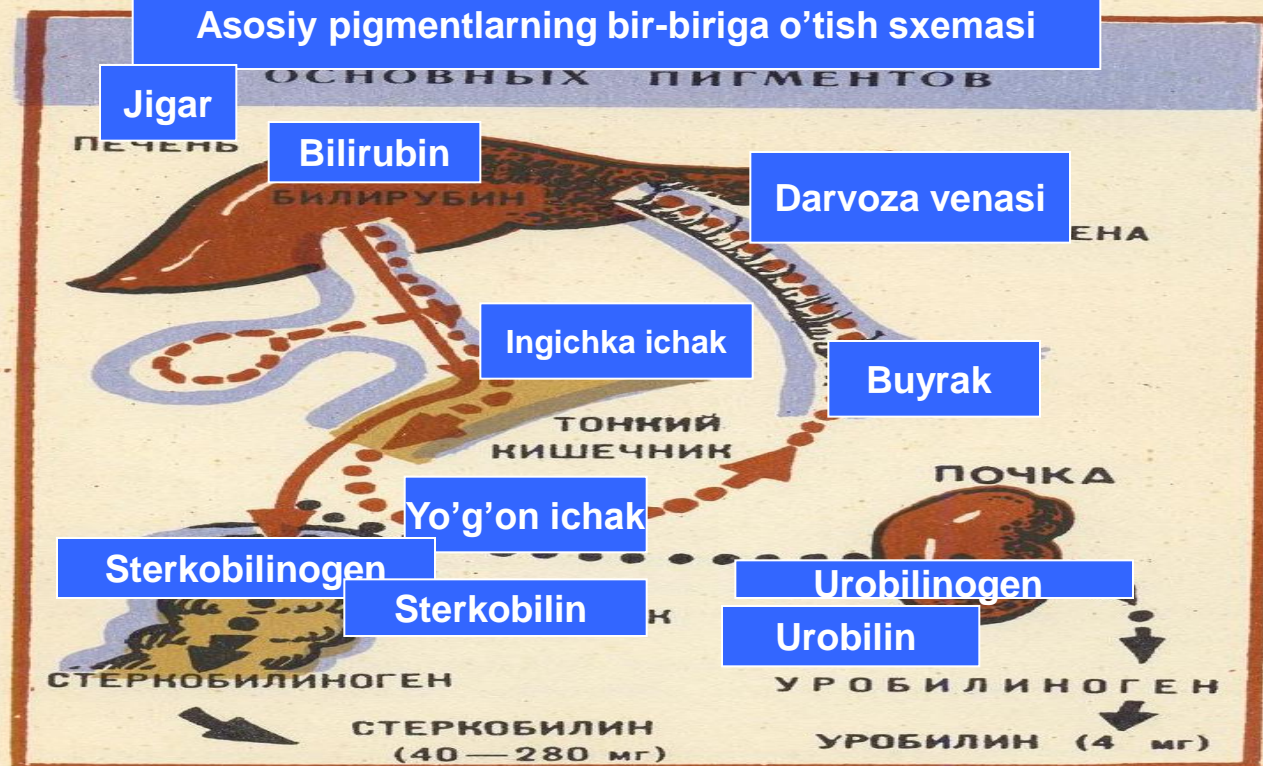 Asosiy pigmentlarning bir-biriga o’tish sxemasi
ОСНОВНЫХ ПИГМЕНТОВ
Jigar
ПЕЧЕНЬ
Bilirubin
БИЛИРУБИН
Darvoza venasi
ЕНА
Ingichka ichak
Buyrak
ТОНКИЙ
КИШЕЧНИК
ПОЧКА
Yo’g’on ichak
Sterkobilinogen
Urobilinogen
Sterkobilin
К
Urobilin
СТЕРКОБИЛИНОГЕН
УРОБИЛИНОГЕН
СТЕРКОБИЛИН
(40—280 мг)
УРОБИЛИН (4 мг)